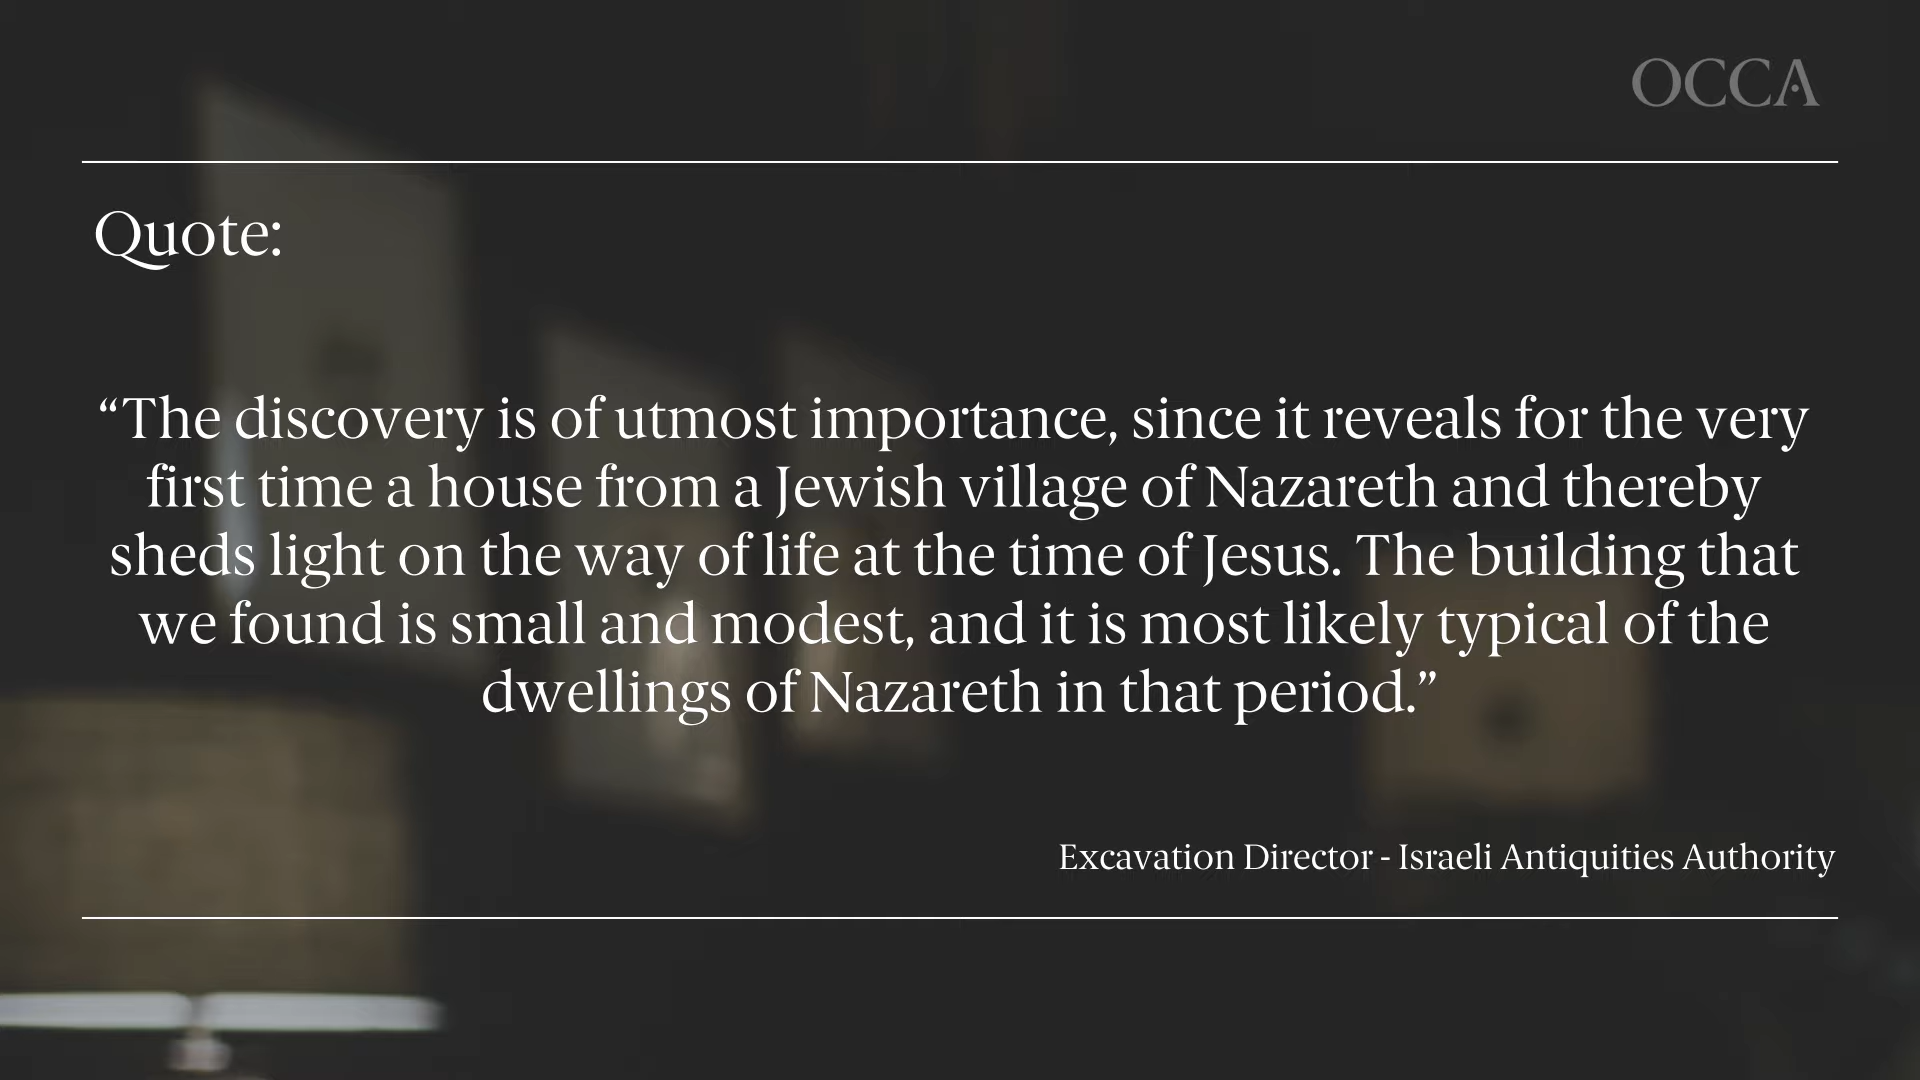 OCCA
Quote:
“The discovery is of utmost importance, since it reveals for the very
first time a house from a Jewish village of Nazareth and thereby
sheds light on the way of life at the time of Jesus. The building that
we found is small and modest, and it is most likely typical of the
dwellings of Nazareth in that period.”
Excavation Director - Israeli Antiquities Authority